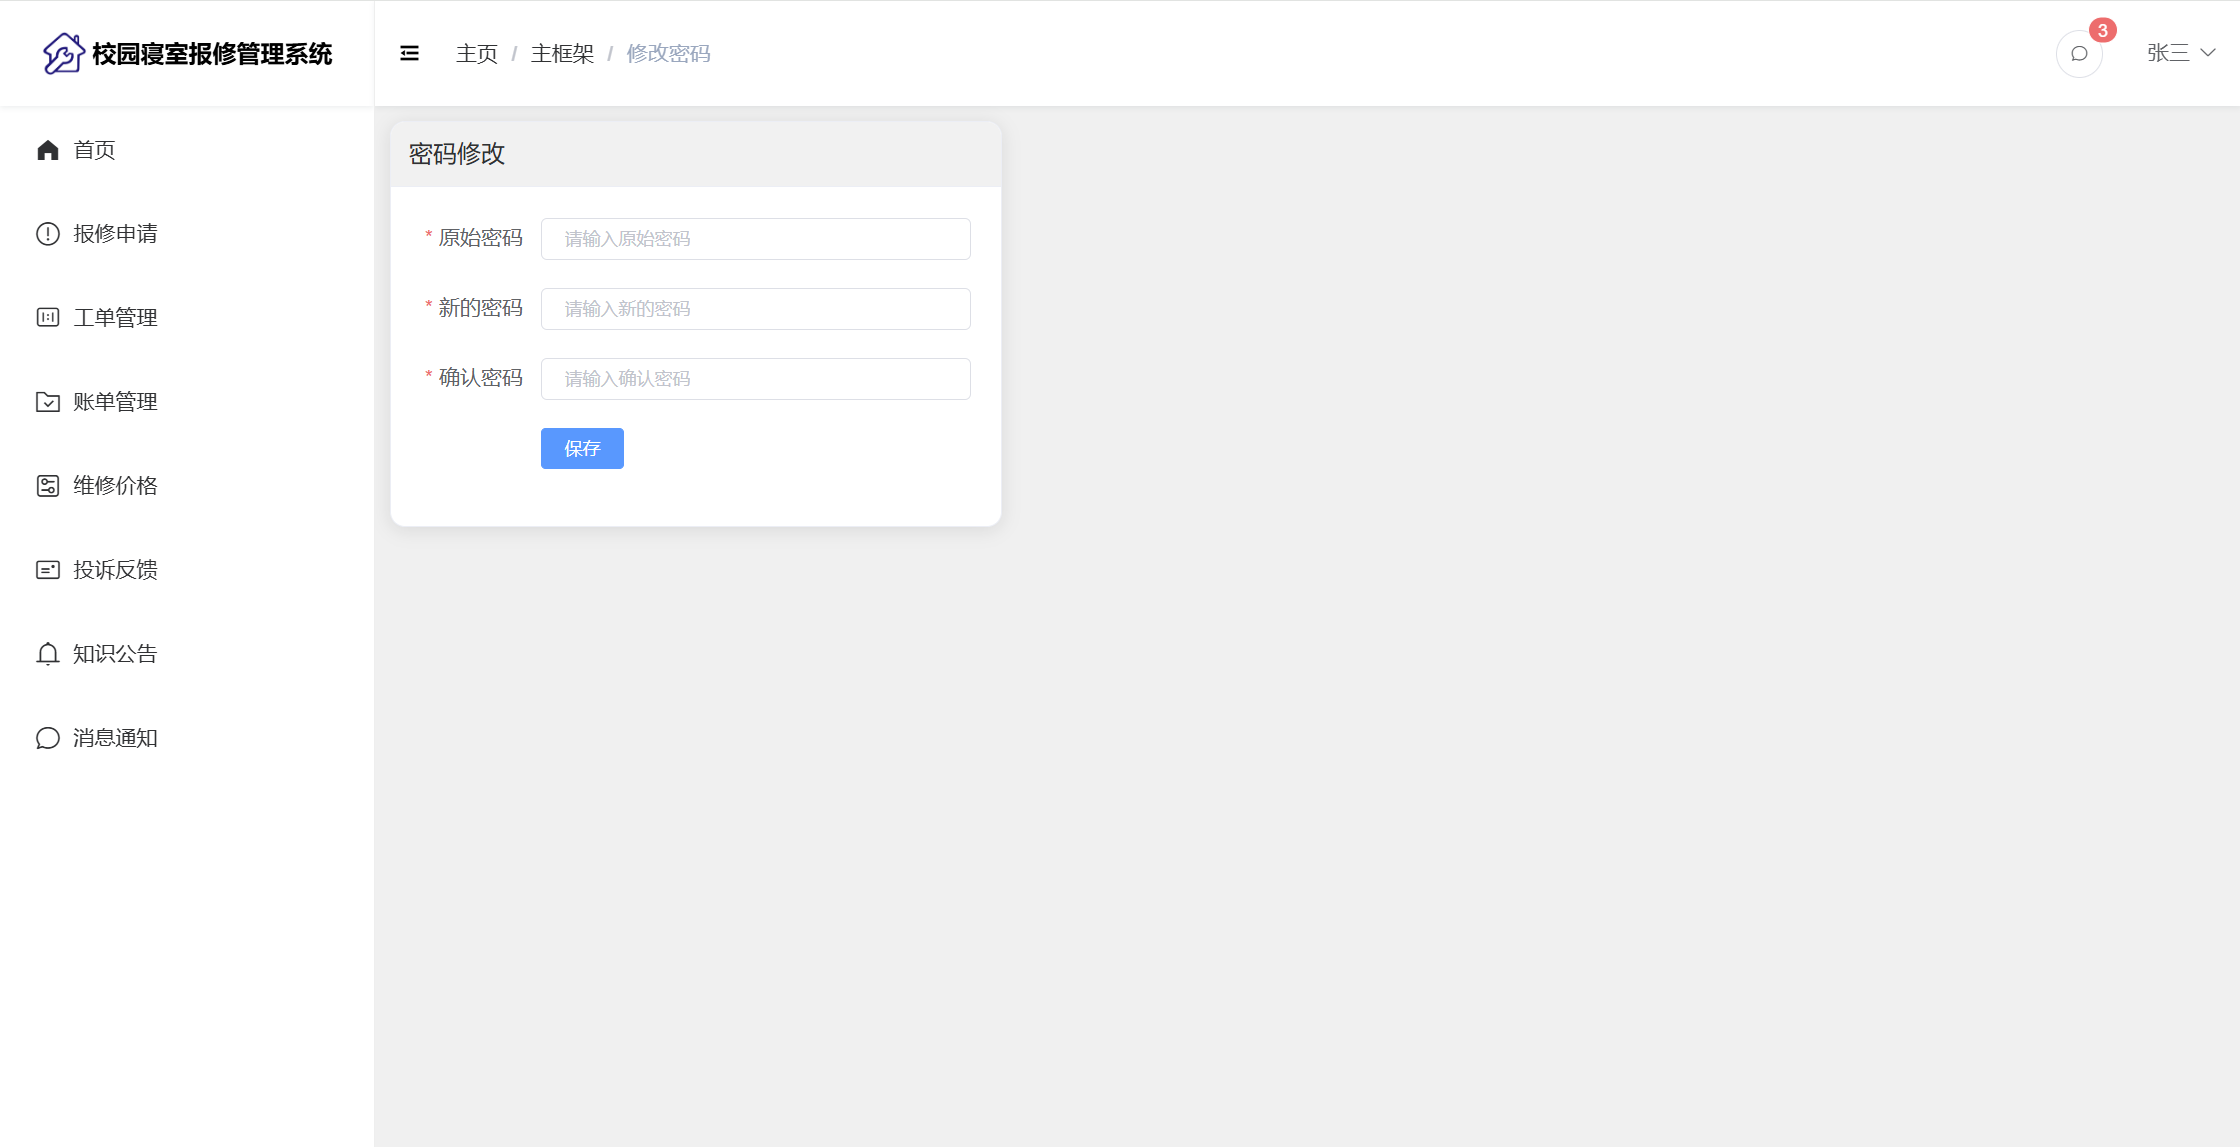 校园寝室报修管理系统
主页 / 主框架 / 修改密码
3
张三
首页
报修申请
工单管理
账单管理
维修价格
投诉反馈
知识公告
消息通知
密码修改
* 原始密码 请输入原始密码
* 新的密码 请输入新的密码
* 确认密码 请输入确认密码
保存